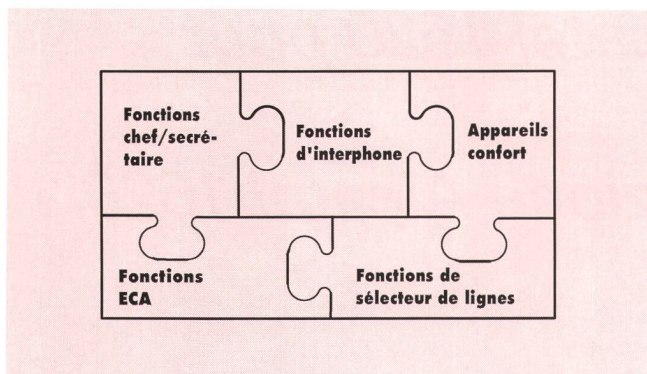 Fonctions
chef/secré-
taire
Fonctions
d'interphone
Appareils
confort
Fonctions
ECA
Fonctions de
sélecteur de lignes